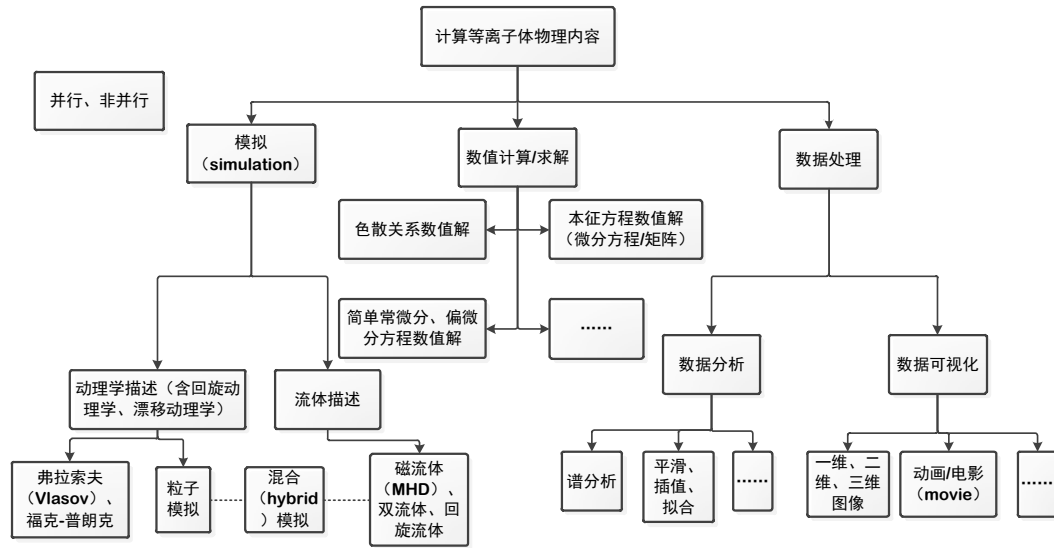 计算等离子体物理内容
并行、非并行
模拟
（simulation）
数值计算/求解
数据处理
色散关系数值解
本征方程数值解
（微分方程/矩阵）
简单常微分、偏微
分方程数值解
……
数据分析
数据可视化
动理学描述（含回旋动
理学、漂移动理学）
流体描述
弗拉索夫
（Vlasov）、
福克-普朗克
粒子
模拟
混合
（hybrid
）模拟
磁流体
（MHD）、
双流体、回
旋流体
谱分析
平滑、
插值、
拟合
……
一维、二
维、三维
图像
动画/电影
（movie）
……